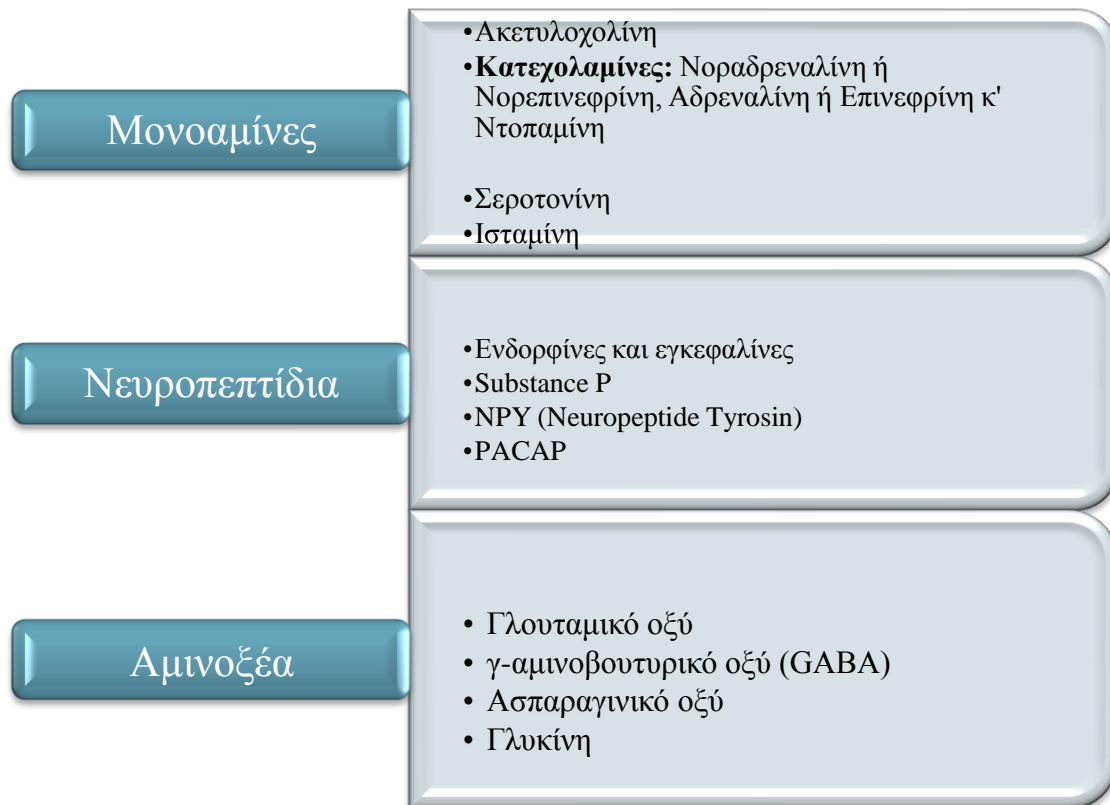 Μονοαμίνες
•Ακετυλοχολίνη
•Κατεχολαμίνες: Νοραδρεναλίνη ή
Νορεπινεφρίνη, Αδρεναλίνη ή Επινεφρίνη κ'
Ντοπαμίνη
•Σεροτονίνη
•Ισταμίνη
Νευροπεπτίδια
•Ενδορφίνες και εγκεφαλίνες
•Substance P
•NPY (Neuropeptide Tyrosin)
•PACAP
Αμινοξέα
• Γλουταμικό οξύ
• γ-αμινοβουτυρικό οξύ (GABA)
• Ασπαραγινικό οξύ
• Γλυκίνη